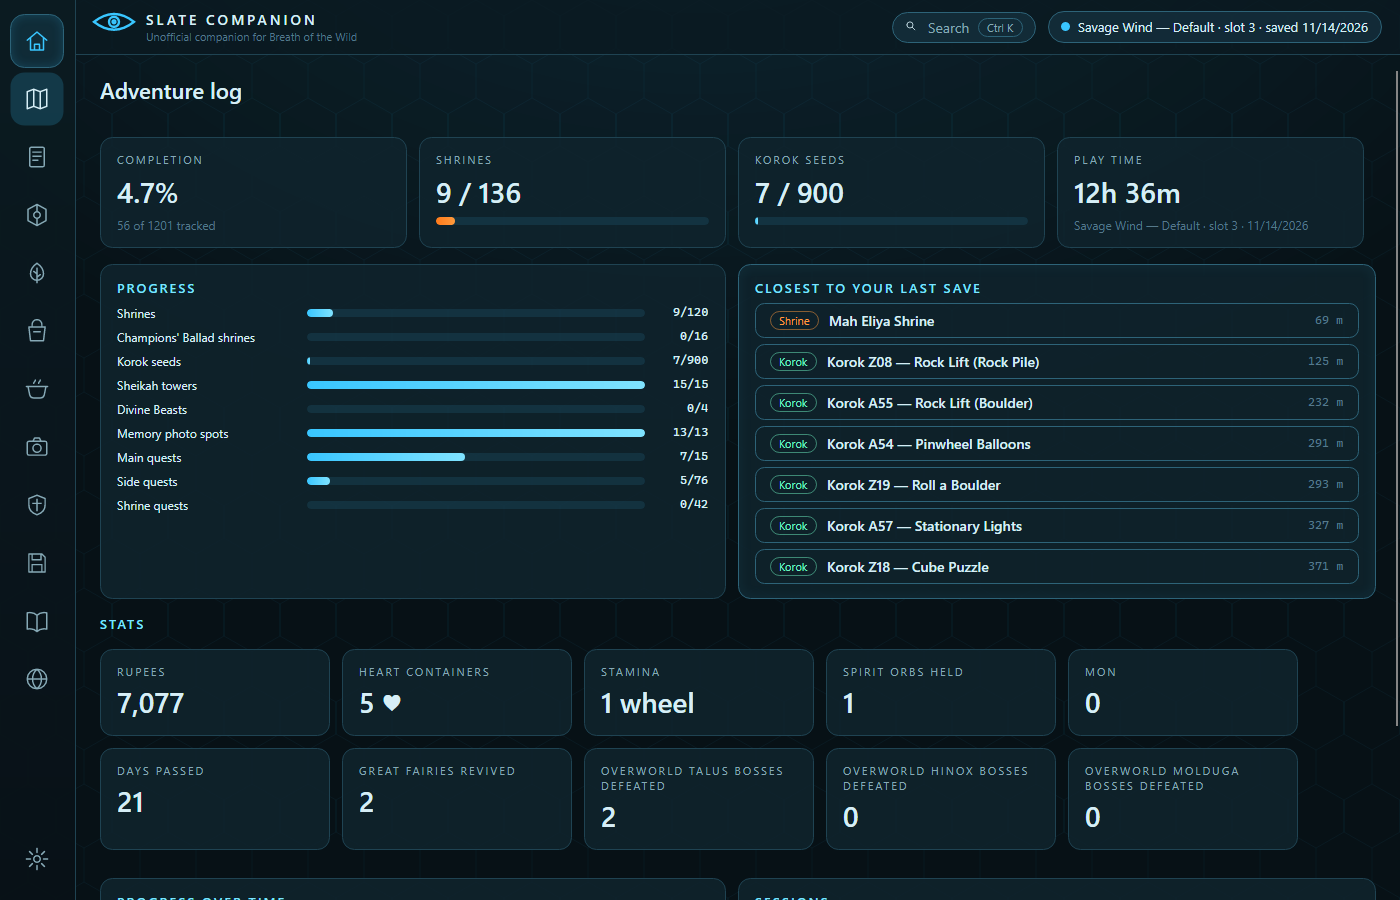 SLATE COMPANION
Unofficial companion for Breath of the Wild
Search Ctrl K
Savage Wind — Default · slot 3 · saved 11/14/2026
Adventure log
COMPLETION
4.7%
56 of 1201 tracked
SHRINES
9 / 136
KOROK SEEDS
7 / 900
PLAY TIME
12h 36m
Savage Wind — Default · slot 3 · 11/14/2026
PROGRESS
Shrines 9/120
Champions' Ballad shrines 0/16
Korok seeds 7/900
Sheikah towers 15/15
Divine Beasts 0/4
Memory photo spots 13/13
Main quests 7/15
Side quests 5/76
Shrine quests 0/42
CLOSEST TO YOUR LAST SAVE
Shrine Mah Eliya Shrine 69 m
Korok Korok Z08 — Rock Lift (Rock Pile) 125 m
Korok Korok A55 — Rock Lift (Boulder) 232 m
Korok Korok A54 — Pinwheel Balloons 291 m
Korok Korok Z19 — Roll a Boulder 293 m
Korok Korok A57 — Stationary Lights 327 m
Korok Korok Z18 — Cube Puzzle 371 m
STATS
RUPEES
7,077
HEART CONTAINERS
5 ♥
STAMINA
1 wheel
SPIRIT ORBS HELD
1
MON
0
DAYS PASSED
21
GREAT FAIRIES REVIVED
2
OVERWORLD TALUS BOSSES
DEFEATED
2
OVERWORLD HINOX BOSSES
DEFEATED
0
OVERWORLD MOLDUGA
BOSSES DEFEATED
0
PROGRESS OVER TIME
SESSIONS